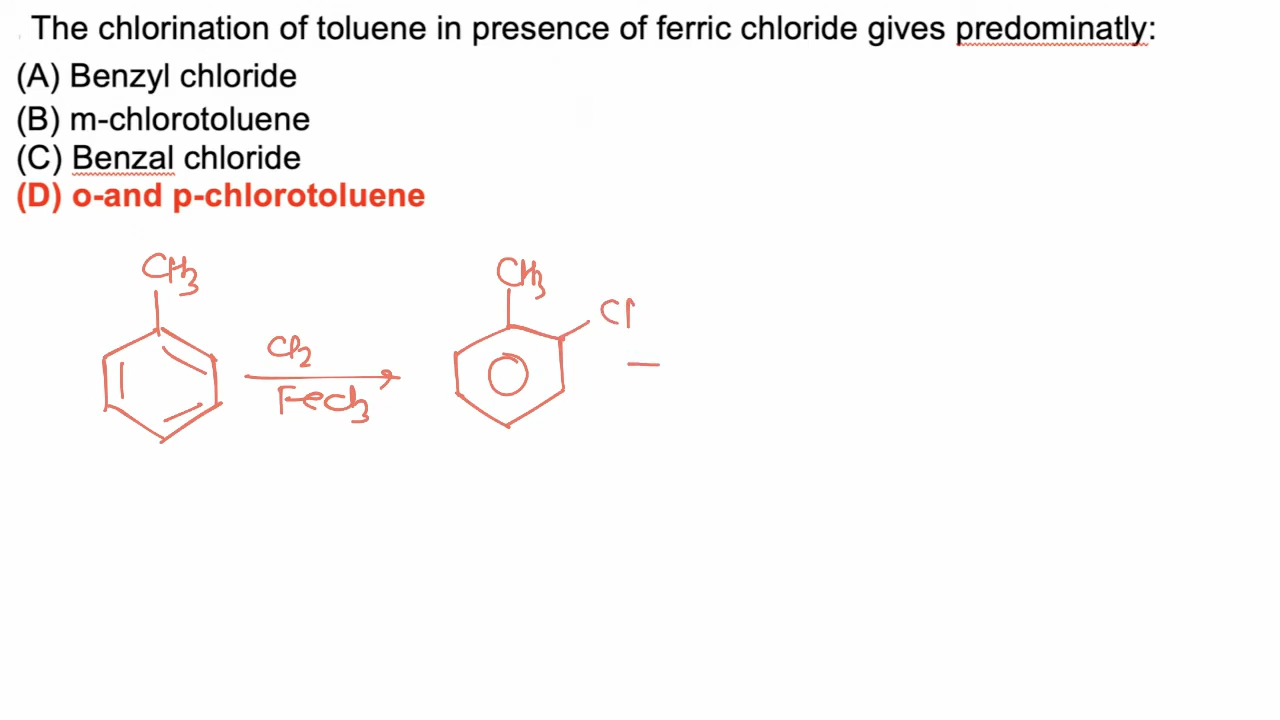 The chlorination of toluene in presence of ferric chloride gives predominatly:
(A) Benzyl chloride
(B) m-chlorotoluene
(C) Benzal chloride
(D) o-and p-chlorotoluene
CH3
CH3
Cl
Cl2
FeCl3